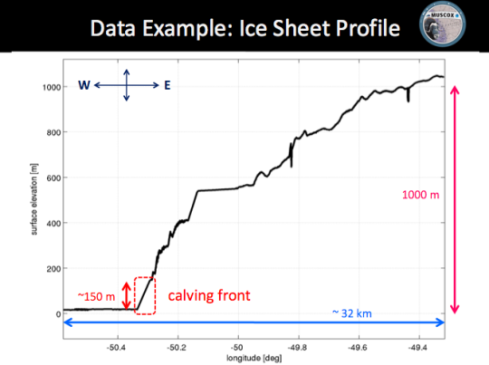 Data Example: Ice Sheet Profile
MUSCOX
W E
1000
800
600
400
200
0
surface elevation [m]
1000 m
~150 m
calving front
~ 32 km
-50.4 -50.2 -50 -49.8 -49.6 -49.4
longitude [deg]